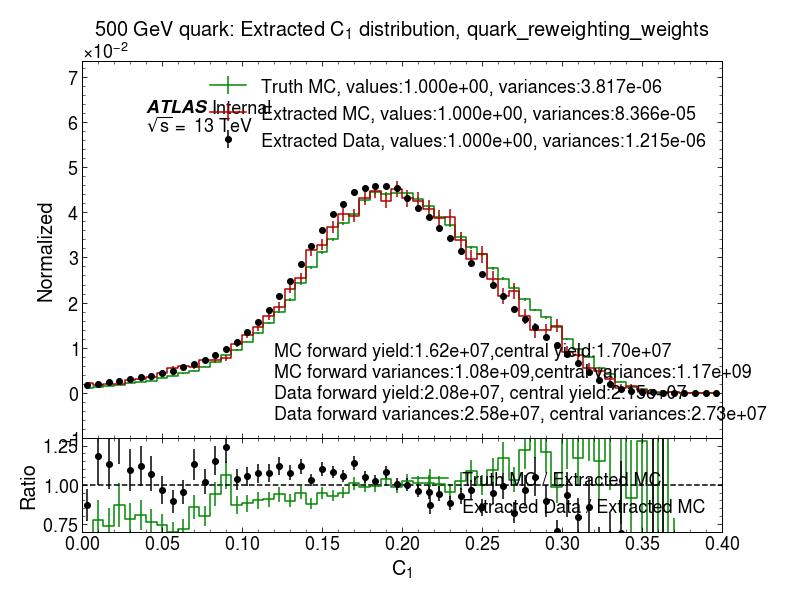 500 GeV quark: Extracted C₁ distribution, quark_reweighting_weights
×10⁻²
Truth MC, values:1.000e+00, variances:3.817e-06
ATLAS Internal
Extracted MC, values:1.000e+00, variances:8.366e-05
√s = 13 TeV
Extracted Data, values:1.000e+00, variances:1.215e-06
7
6
5
4
3
2
1
0
Normalized
MC forward yield:1.62e+07,central yield:1.70e+07
MC forward variances:1.08e+09,central variances:1.17e+09
Data forward yield:2.08e+07, central
Data forward variances:2.58e+07, central variances:2.73e+07
1.25
1.00
0.75
Ratio
Truth MC / Extracted MC
Extracted Data / Extracted MC
0.00 0.05 0.10 0.15 0.20 0.25 0.30 0.35 0.40
C₁